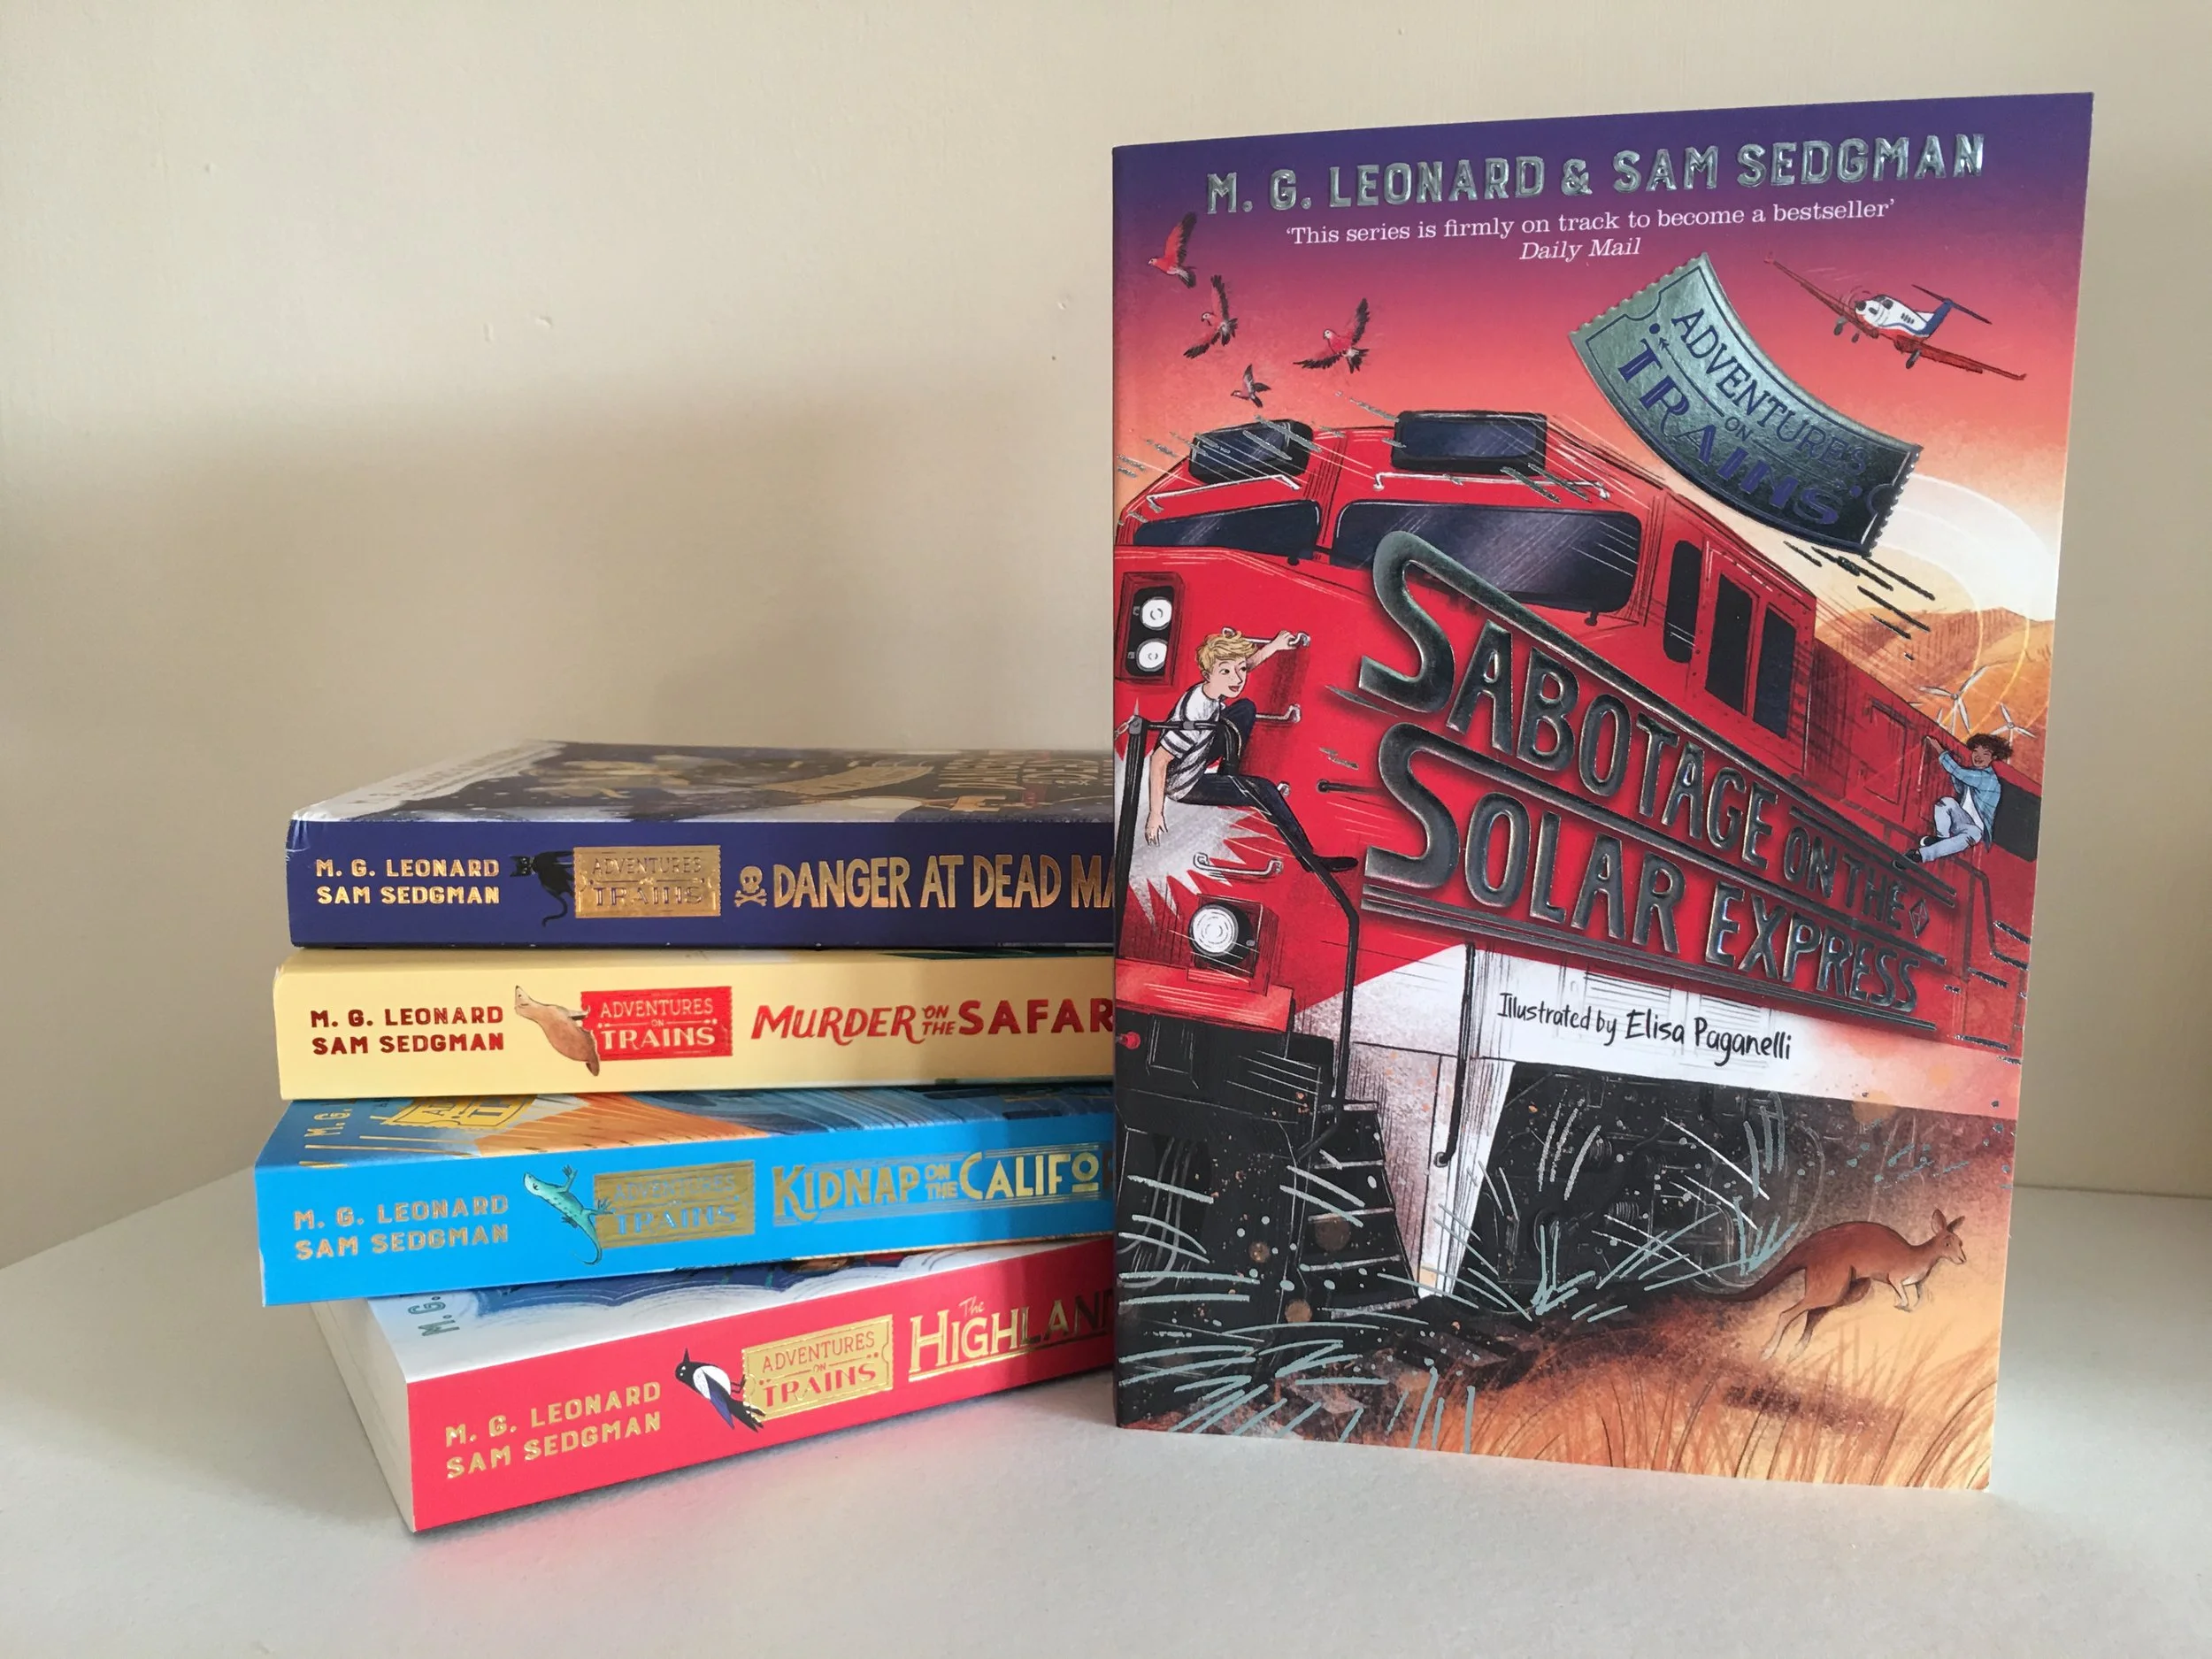 M. G. LEONARD & SAM SEDGMAN
‘This series is firmly on track to become a bestseller’
Daily Mail
ADVENTURES
ON
TRAINS
SABOTAGE ON THE
SOLAR EXPRESS
Illustrated by Elisa Paganelli
M. G. LEONARD
SAM SEDGMAN
ADVENTURES
TRAINS
DANGER AT DEAD MA
M. G. LEONARD
SAM SEDGMAN
ADVENTURES
ON
TRAINS
MURDER ON THE SAFAR
M. G.
M. G. LEONARD
SAM SEDGMAN
ADVENTURES
TRAINS
KIDNAP ON THE CALIFO
M. G.
M. G. LEONARD
SAM SEDGMAN
ADVENTURES
ON
TRAINS
The
HIGHLAN